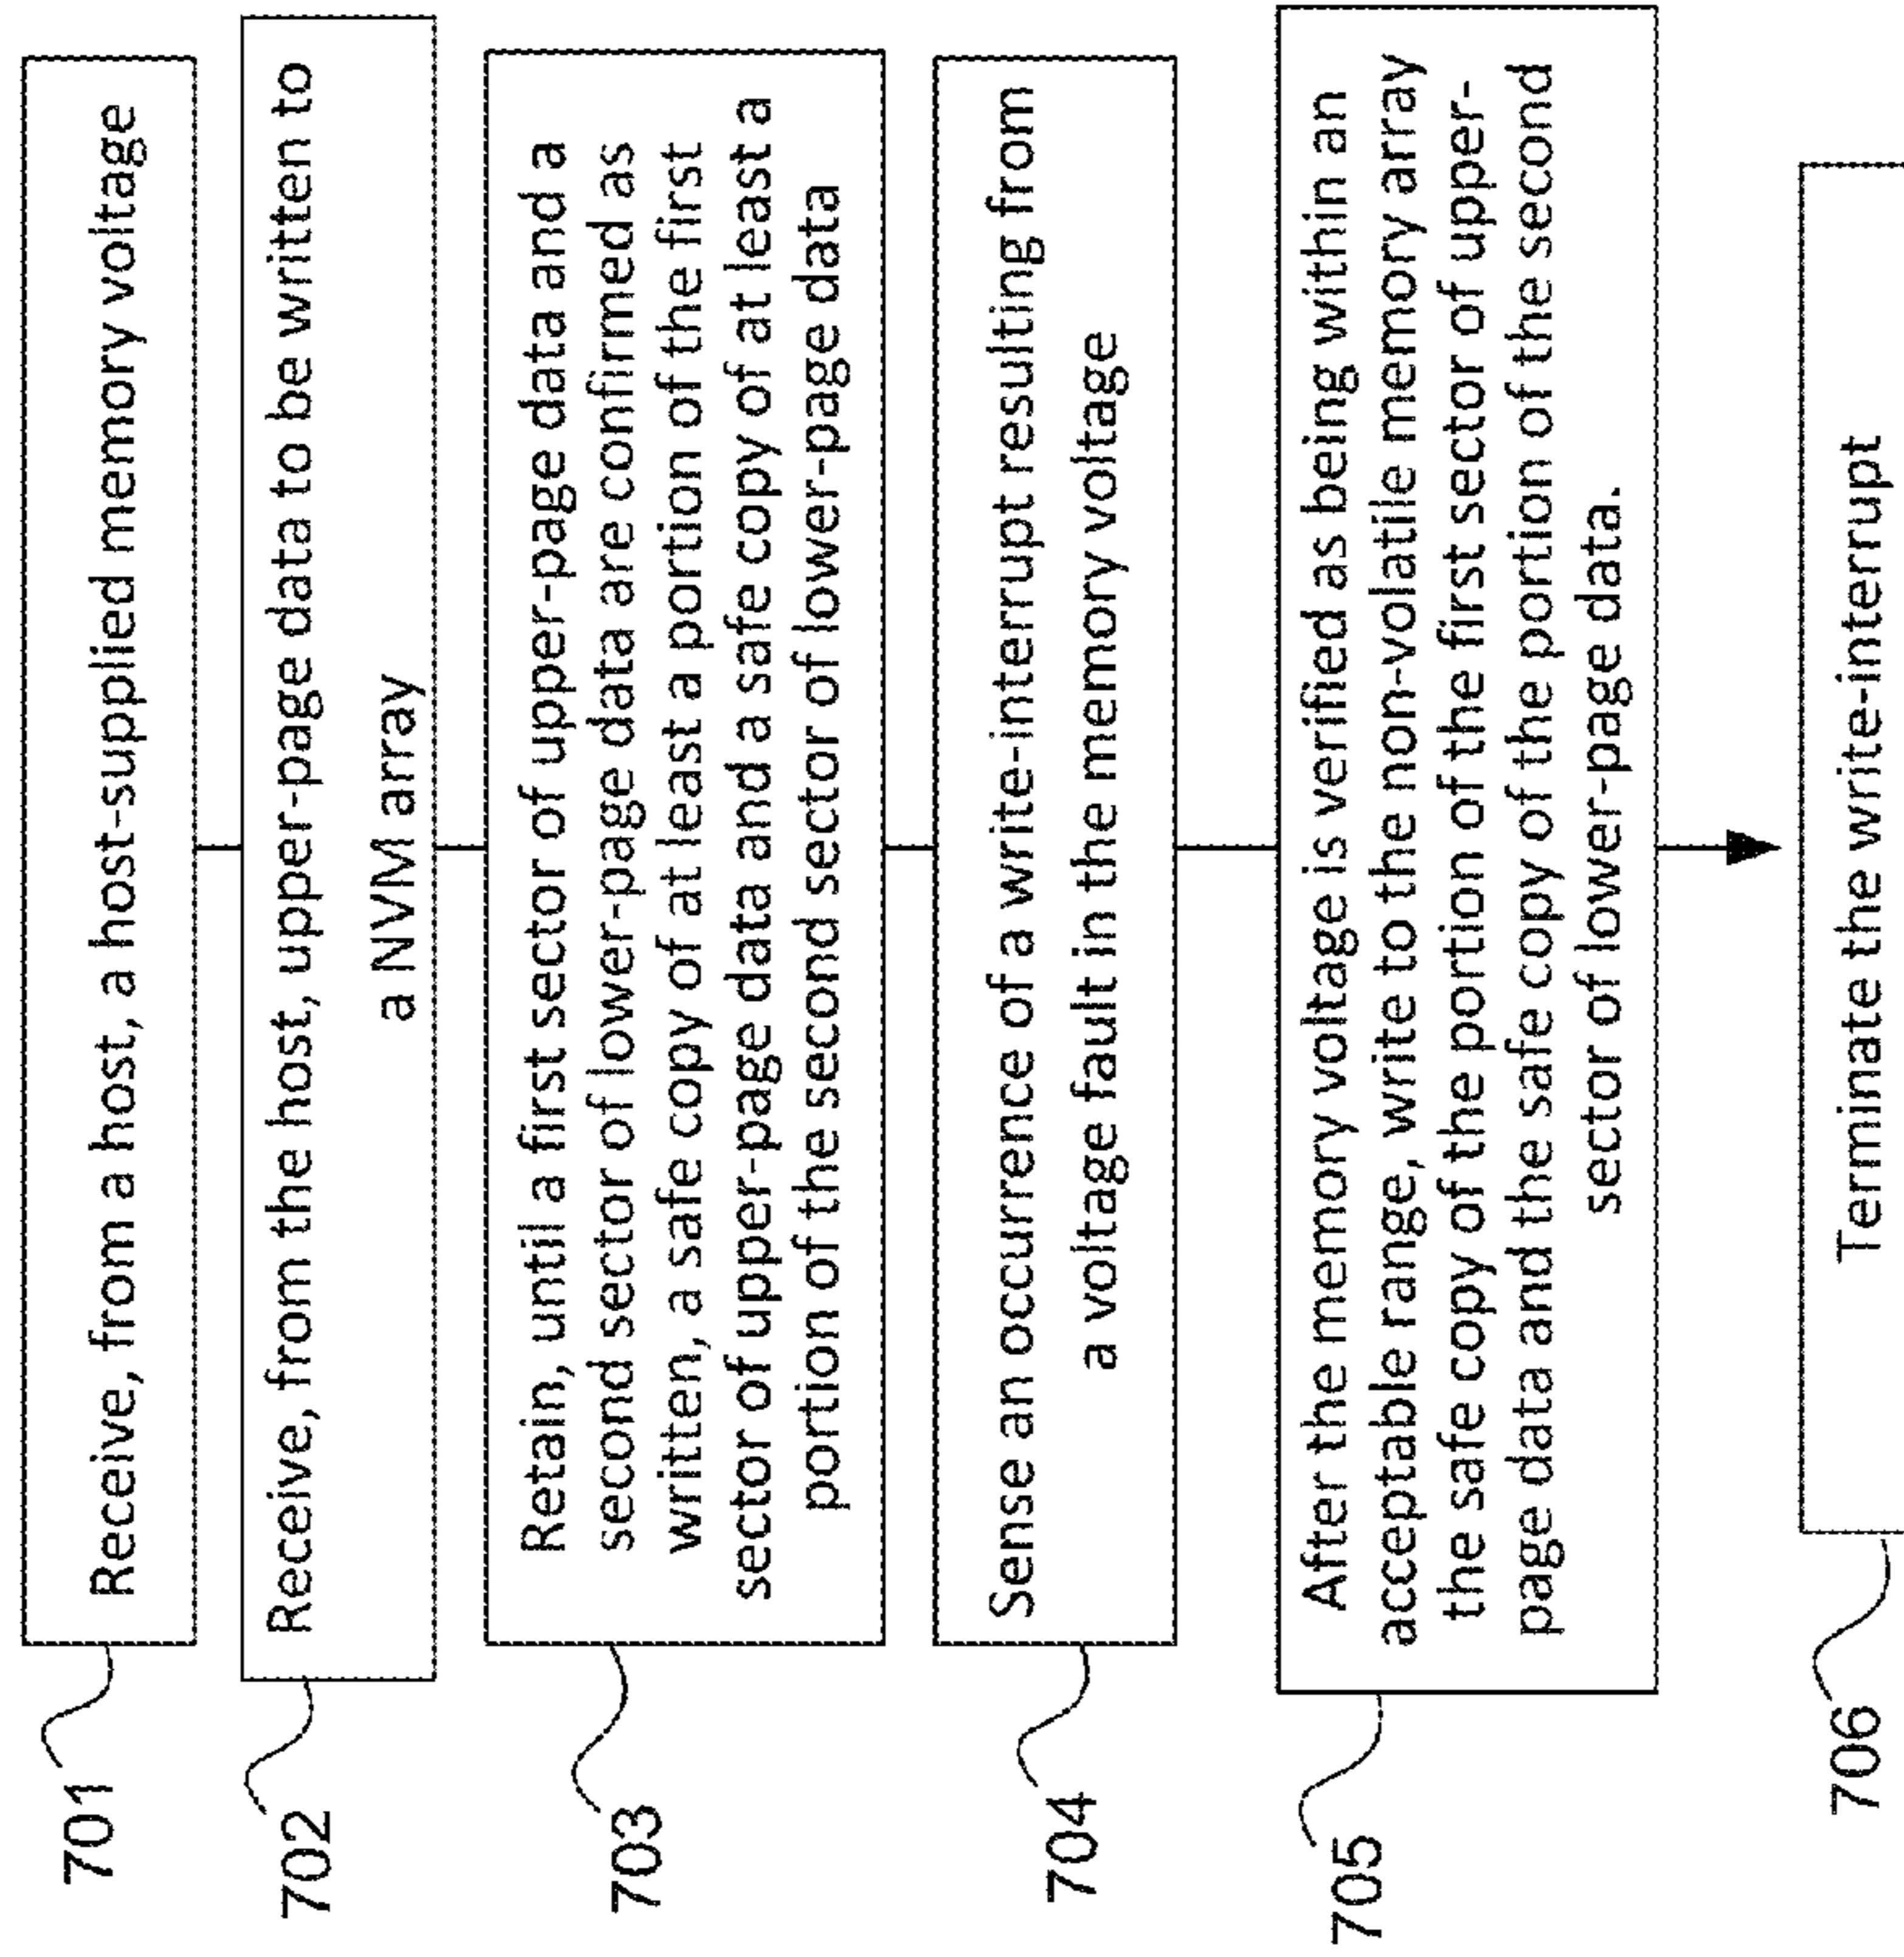 701
Receive, from a host, a host-supplied memory voltage
702
Receive, from the host, upper-page data to be written to
a NVM array
703
Retain, until a first sector of upper-page data and a
second sector of lower-page data are confirmed as
written, a safe copy of at least a portion of the first
sector of upper-page data and a safe copy of at least a
portion of the second sector of lower-page data
704
Sense an occurrence of a write-interrupt resulting from
a voltage fault in the memory voltage
705
After the memory voltage is verified as being within an
acceptable range, write to the non-volatile memory array
the safe copy of the portion of the first sector of upper-
page data and the safe copy of the portion of the second
sector of lower-page data.
706
Terminate the write-interrupt